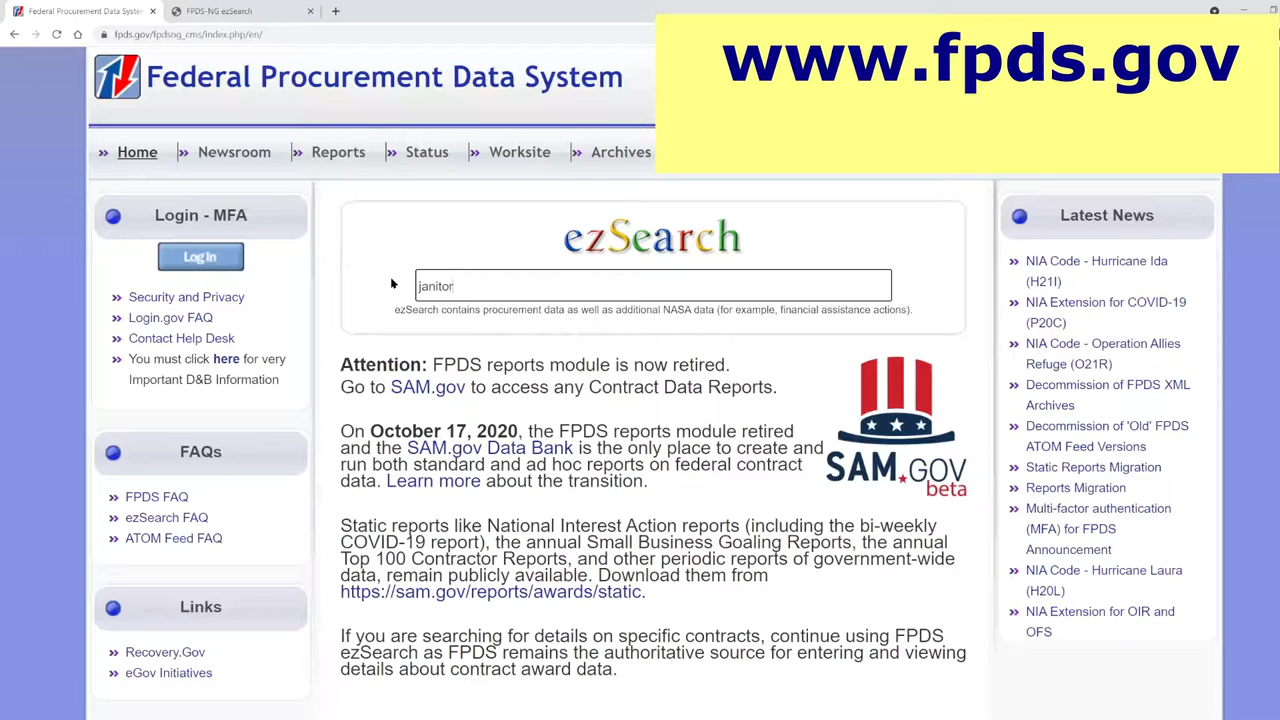 Federal Procurement Data Syste
FPDS-NG ezSearch
fpds.gov/fpdsng_cms/index.php/en/
www.fpds.gov
Federal Procurement Data System
Home
Newsroom
Reports
Status
Worksite
Archives
Login - MFA
Log In
Security and Privacy
Login.gov FAQ
Contact Help Desk
You must click here for very
Important D&B Information
FAQs
FPDS FAQ
ezSearch FAQ
ATOM Feed FAQ
Links
Recovery.Gov
eGov Initiatives
ezSearch
janitor
ezSearch contains procurement data as well as additional NASA data (for example, financial assistance actions).
Attention: FPDS reports module is now retired.
Go to SAM.gov to access any Contract Data Reports.
On October 17, 2020, the FPDS reports module retired
and the SAM.gov Data Bank is the only place to create and
run both standard and ad hoc reports on federal contract
data. Learn more about the transition.
SAM.GOV
beta
Static reports like National Interest Action reports (including the bi-weekly
COVID-19 report), the annual Small Business Goaling Reports, the annual
Top 100 Contractor Reports, and other periodic reports of government-wide
data, remain publicly available. Download them from
https://sam.gov/reports/awards/static.
If you are searching for details on specific contracts, continue using FPDS
ezSearch as FPDS remains the authoritative source for entering and viewing
details about contract award data.
Latest News
NIA Code - Hurricane Ida
(H21I)
NIA Extension for COVID-19
(P20C)
NIA Code - Operation Allies
Refuge (O21R)
Decommission of FPDS XML
Archives
Decommission of 'Old' FPDS
ATOM Feed Versions
Static Reports Migration
Reports Migration
Multi-factor authentication
(MFA) for FPDS
Announcement
NIA Code - Hurricane Laura
(H20L)
NIA Extension for OIR and
OFS